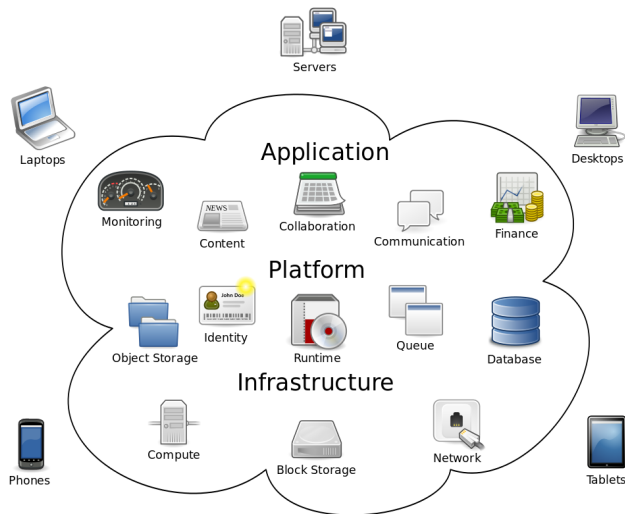 Servers
Laptops
Desktops
Application
Monitoring
NEWS
Content
Collaboration
Communication
Finance
Platform
Object Storage
John Doe
Identity
Runtime
Queue
Database
Infrastructure
Compute
Block Storage
Network
Phones
Tablets